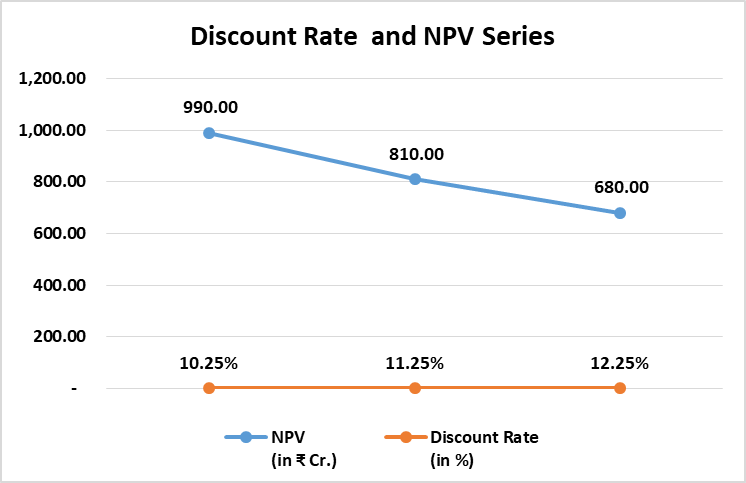 Discount Rate  and NPV Series
1,200.00
1,000.00
800.00
600.00
400.00
200.00
-
990.00
810.00
680.00
10.25%
11.25%
12.25%
NPV
(in ₹ Cr.)
Discount Rate
(in %)